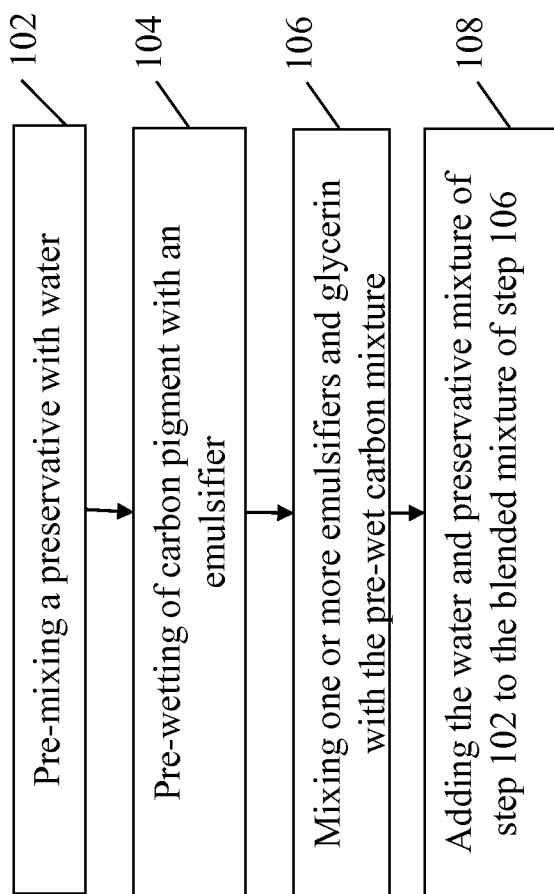 102
Pre-mixing a preservative with water
104
Pre-wetting of carbon pigment with an
emulsifier
106
Mixing one or more emulsifiers and glycerin
with the pre-wet carbon mixture
108
Adding the water and preservative mixture of
step 102 to the blended mixture of step 106